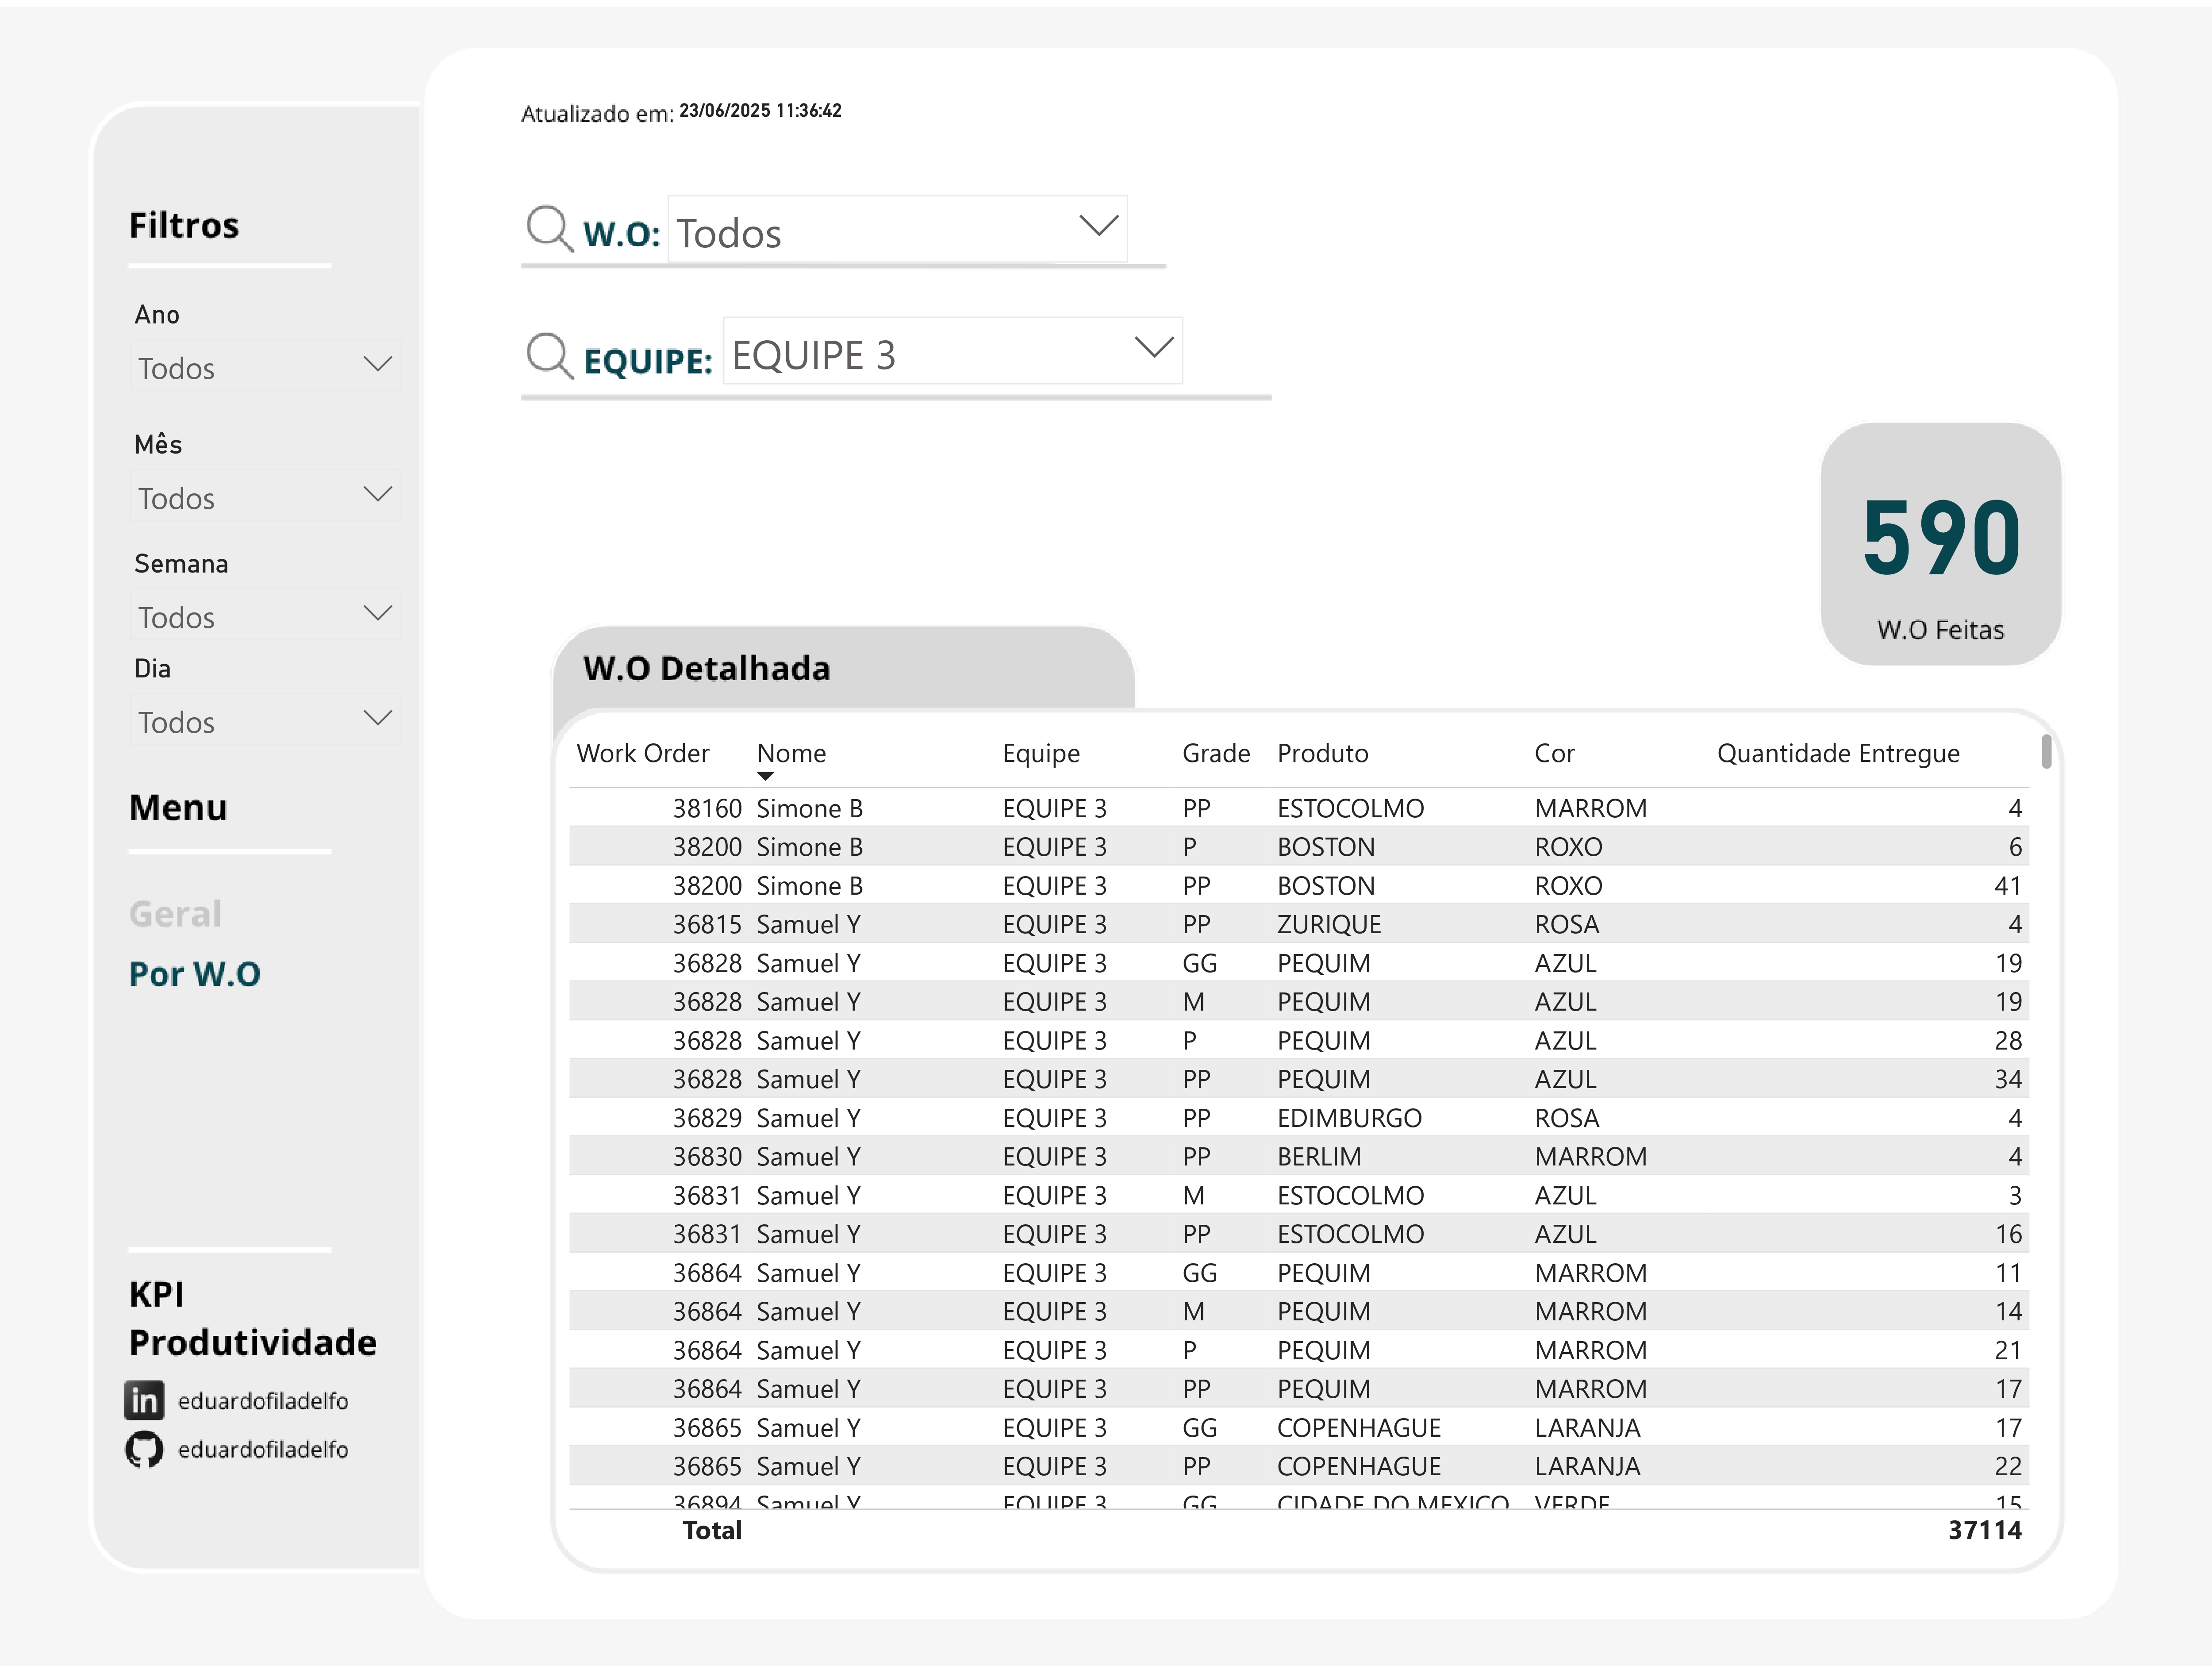 Atualizado em: 23/06/2025 11:36:42
Filtros
Ano
Todos
Mês
Todos
Semana
Todos
Dia
Todos
Menu
Geral
Por W.O
KPI
Produtividade
eduardofiladelfo
eduardofiladelfo
W.O: Todos
EQUIPE: EQUIPE 3
590
W.O Feitas
W.O Detalhada
Work Order Nome Equipe Grade Produto Cor Quantidade Entregue
38160 Simone B EQUIPE 3 PP ESTOCOLMO MARROM 4
38200 Simone B EQUIPE 3 P BOSTON ROXO 6
38200 Simone B EQUIPE 3 PP BOSTON ROXO 41
36815 Samuel Y EQUIPE 3 PP ZURIQUE ROSA 4
36828 Samuel Y EQUIPE 3 GG PEQUIM AZUL 19
36828 Samuel Y EQUIPE 3 M PEQUIM AZUL 19
36828 Samuel Y EQUIPE 3 P PEQUIM AZUL 28
36828 Samuel Y EQUIPE 3 PP PEQUIM AZUL 34
36829 Samuel Y EQUIPE 3 PP EDIMBURGO ROSA 4
36830 Samuel Y EQUIPE 3 PP BERLIM MARROM 4
36831 Samuel Y EQUIPE 3 M ESTOCOLMO AZUL 3
36831 Samuel Y EQUIPE 3 PP ESTOCOLMO AZUL 16
36864 Samuel Y EQUIPE 3 GG PEQUIM MARROM 11
36864 Samuel Y EQUIPE 3 M PEQUIM MARROM 14
36864 Samuel Y EQUIPE 3 P PEQUIM MARROM 21
36864 Samuel Y EQUIPE 3 PP PEQUIM MARROM 17
36865 Samuel Y EQUIPE 3 GG COPENHAGUE LARANJA 17
36865 Samuel Y EQUIPE 3 PP COPENHAGUE LARANJA 22
36894 Samuel Y EQUIPE 3 GG CIDADE DO MEXICO VERDE 15
Total 37114